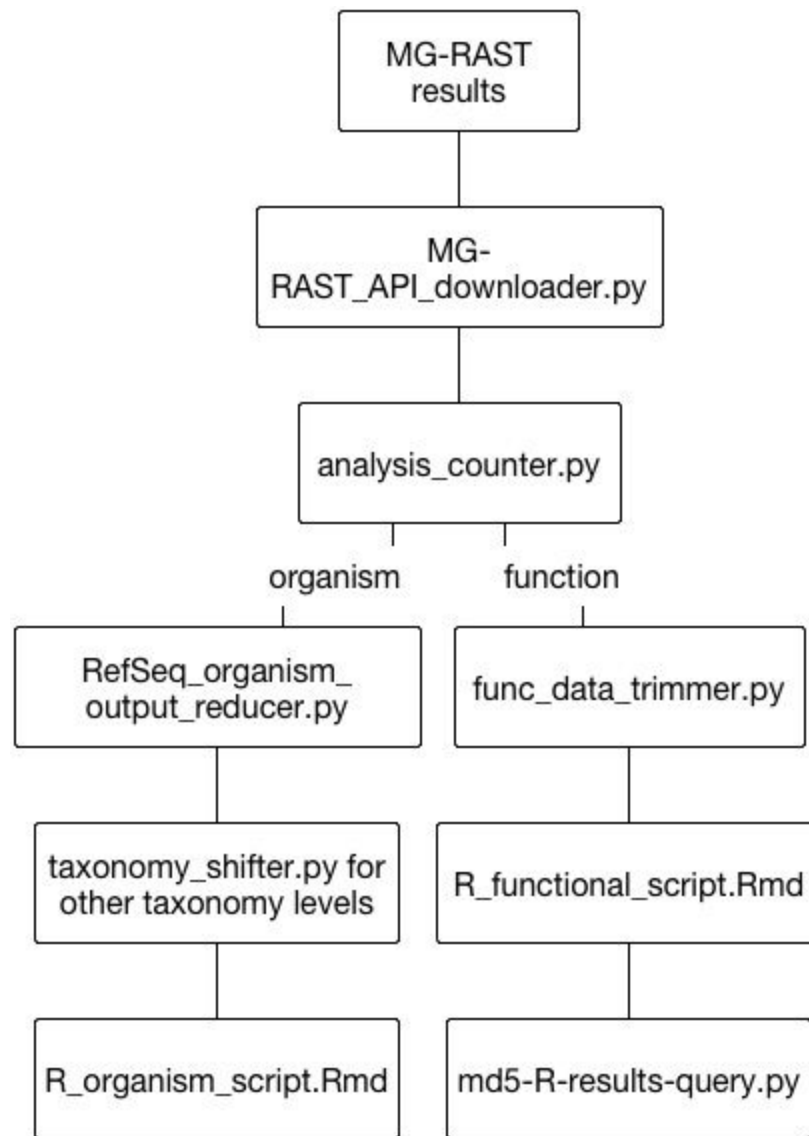 MG-RAST
results
MG-
RAST_API_downloader.py
analysis_counter.py
organism
function
RefSeq_organism_
output_reducer.py
func_data_trimmer.py
taxonomy_shifter.py for
other taxonomy levels
R_functional_script.Rmd
R_organism_script.Rmd
md5-R-results-query.py